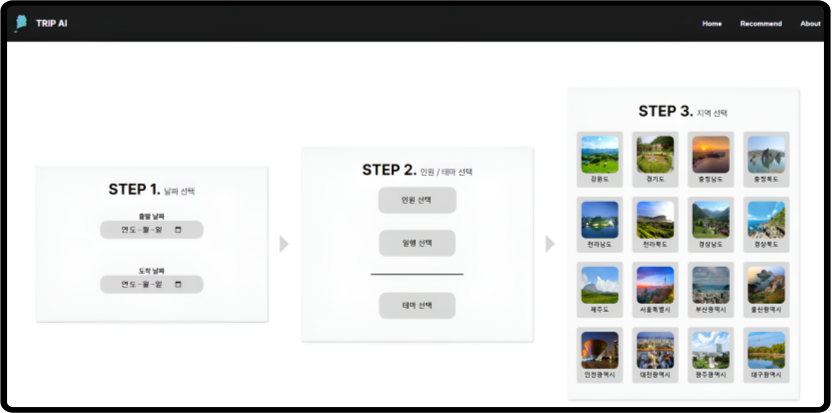 TRIP AI
Home Recommend About
STEP 1. 날짜 선택
출발 날짜
연도-월-일
도착 날짜
연도-월-일
STEP 2. 인원 / 테마 선택
인원 선택
일행 선택
테마 선택
STEP 3. 지역 선택
강원도 경기도 충청남도 충청북도
전라남도 전라북도 경상남도 경상북도
제주도 서울특별시 부산광역시 울산광역시
인천광역시 대전광역시 광주광역시 대구광역시